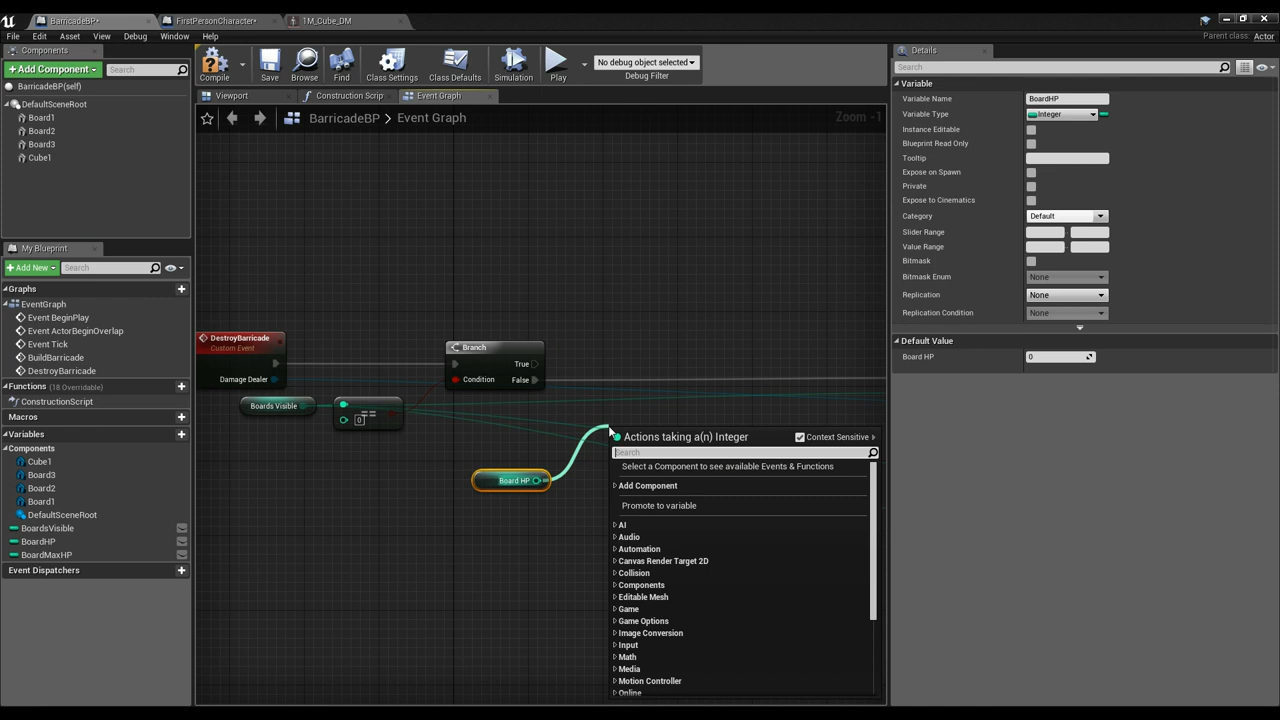 BarricadeBP*
FirstPersonCharacter*
1M_Cube_DM
File Edit Asset View Debug Window Help
Parent class: Actor
Components
+Add Component
Search
BarricadeBP(self)
DefaultSceneRoot
Board1
Board2
Board3
Cube1
My Blueprint
+Add New
Search
Graphs
EventGraph
Event BeginPlay
Event ActorBeginOverlap
Event Tick
BuildBarricade
DestroyBarricade
Functions (18 Overridable)
ConstructionScript
Macros
Variables
Components
Cube1
Board3
Board2
Board1
DefaultSceneRoot
BoardsVisible
BoardHP
BoardMaxHP
Event Dispatchers
Compile
Save
Browse
Find
Class Settings
Class Defaults
Simulation
Play
No debug object selected
Debug Filter
Viewport
Construction Scrip
Event Graph
BarricadeBP > Event Graph
Zoom -1
DestroyBarricade
Custom Event
Damage Dealer
Branch
True
Condition
False
Boards Visible
0
==
Board HP
Actions taking a(n) Integer
Context Sensitive
Search
Select a Component to see available Events & Functions
Add Component
Promote to variable
AI
Audio
Automation
Canvas Render Target 2D
Collision
Components
Editable Mesh
Game
Game Options
Image Conversion
Input
Math
Media
Motion Controller
Online
Details
Search
Variable
Variable Name BoardHP
Variable Type Integer
Instance Editable
Blueprint Read Only
Tooltip
Expose on Spawn
Private
Expose to Cinematics
Category Default
Slider Range
Value Range
Bitmask
Bitmask Enum None
Replication None
Replication Condition None
Default Value
Board HP 0